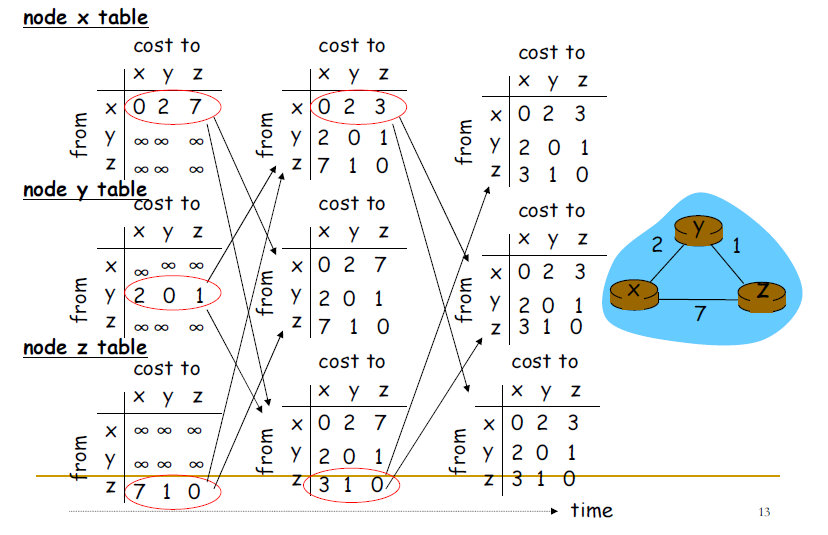 node x table
cost to
x y z
from
x 0 2 7
y ∞ ∞ ∞
z ∞ ∞ ∞
cost to
x y z
from
x 0 2 3
y 2 0 1
z 7 1 0
cost to
x y z
from
x 0 2 3
y 2 0 1
z 3 1 0
node y table
cost to
x y z
from
x ∞ ∞ ∞
y 2 0 1
z ∞ ∞ ∞
x y z
from
x 0 2 7
y 2 0 1
z 7 1 0
cost to
x y z
from
x 0 2 3
y 2 0 1
z 3 1 0
node z table
cost to
x y z
from
x ∞ ∞ ∞
y ∞ ∞ ∞
z 7 1 0
cost to
x y z
from
x 0 2 7
y 2 0 1
z 3 1 0
cost to
x y z
from
x 0 2 3
y 2 0 1
z 3 1 0
cost to
y
2 1
x z
7
time
13